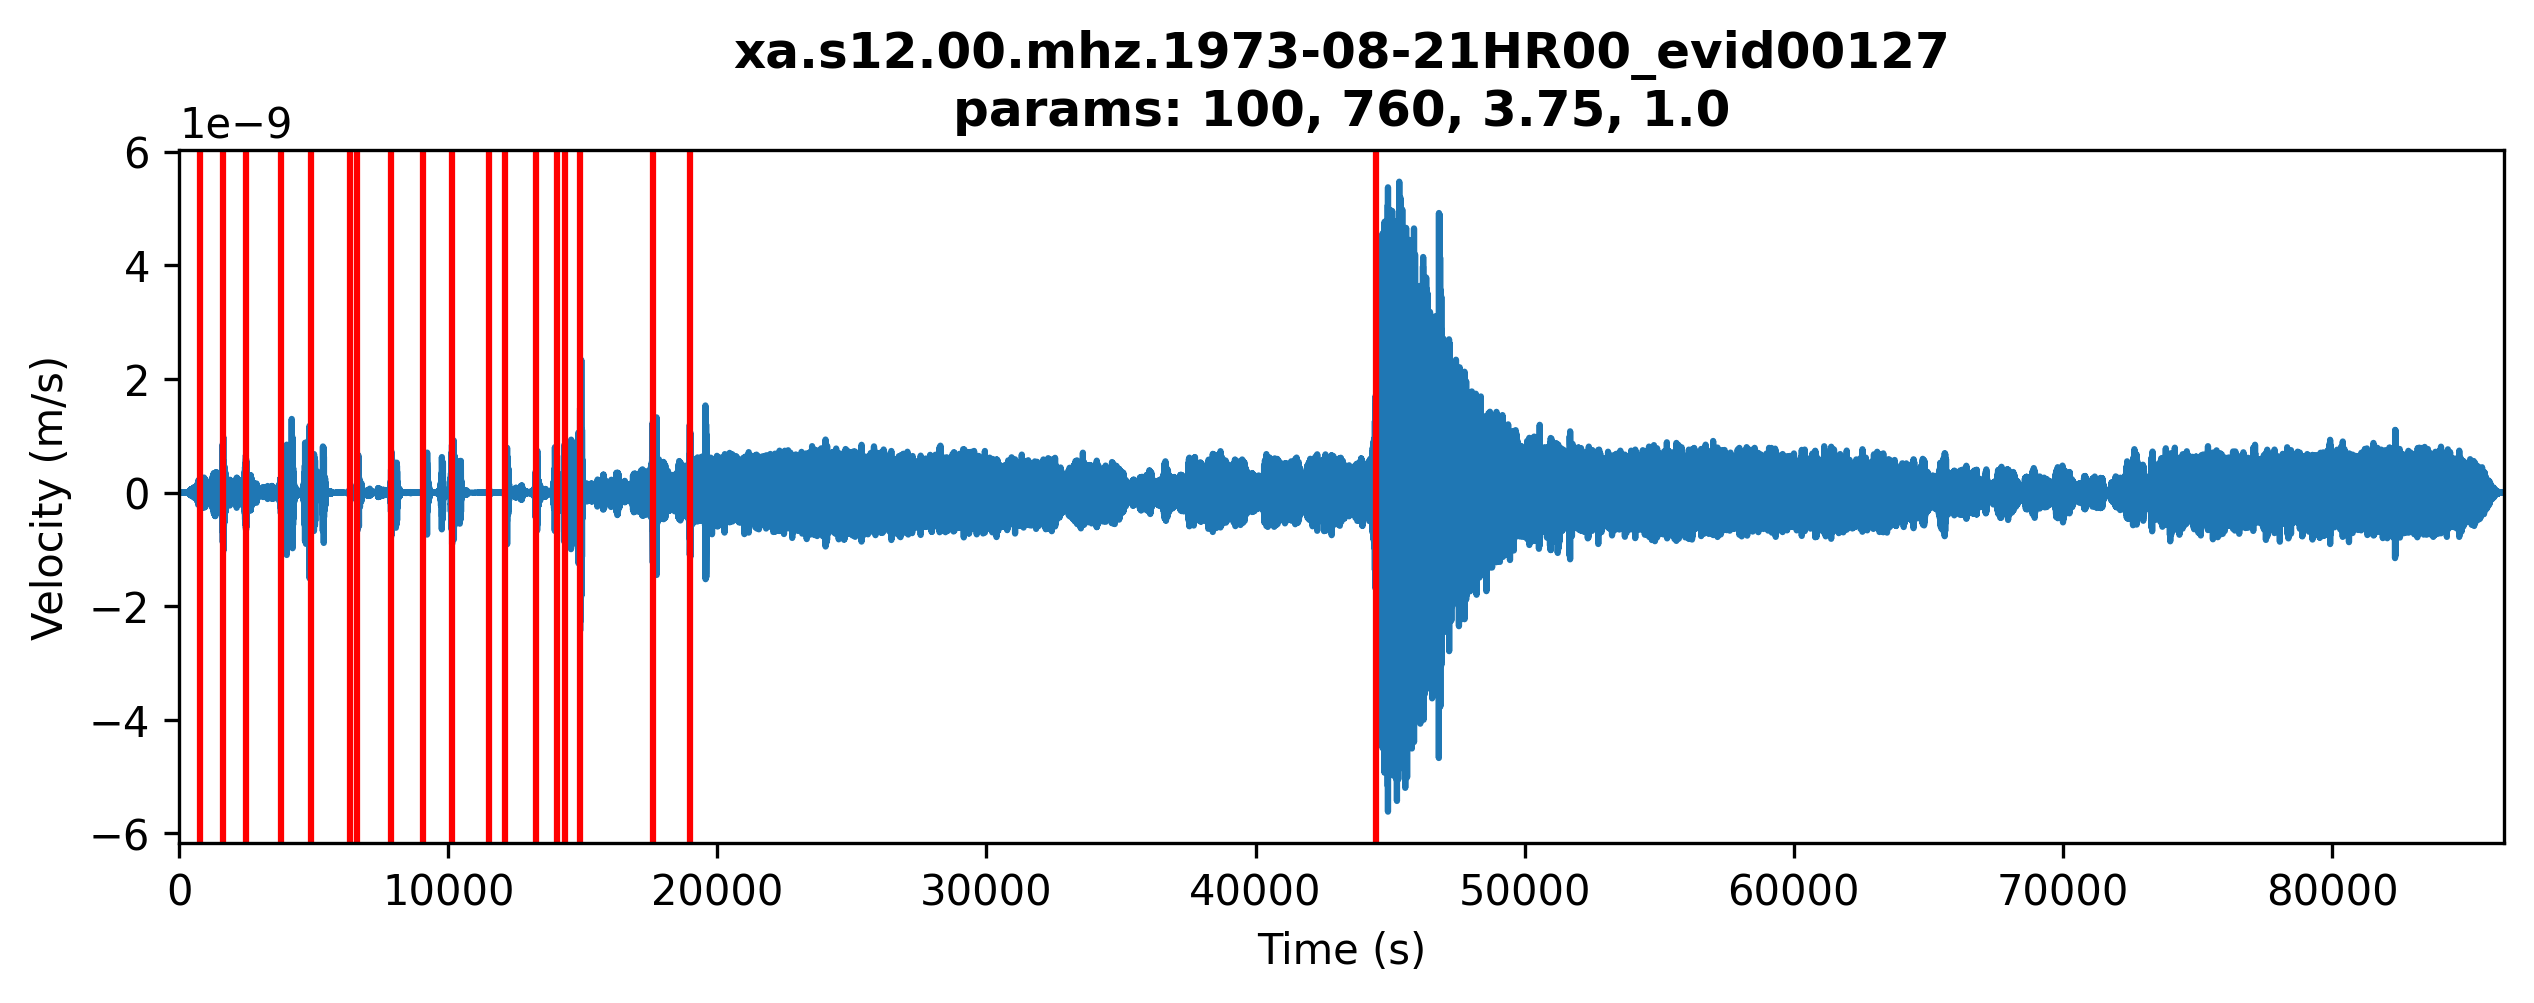 xa.s12.00.mhz.1973-08-21HR00_evid00127
params: 100, 760, 3.75, 1.0
1e−9
6
4
2
0
−2
−4
−6
Velocity (m/s)
0 10000 20000 30000 40000 50000 60000 70000 80000
Time (s)